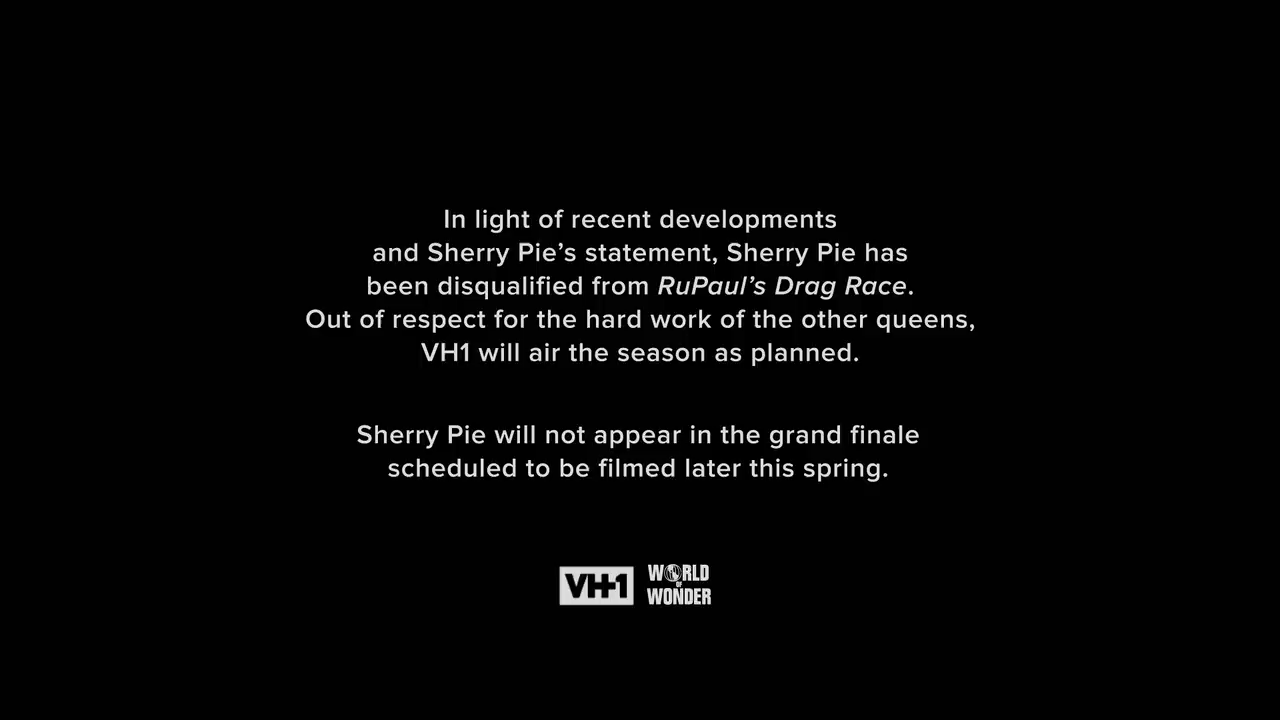 In light of recent developments
and Sherry Pie’s statement, Sherry Pie has
been disqualified from RuPaul’s Drag Race.
Out of respect for the hard work of the other queens,
VH1 will air the season as planned.
Sherry Pie will not appear in the grand finale
scheduled to be filmed later this spring.
VH1
WORLD
OF
WONDER